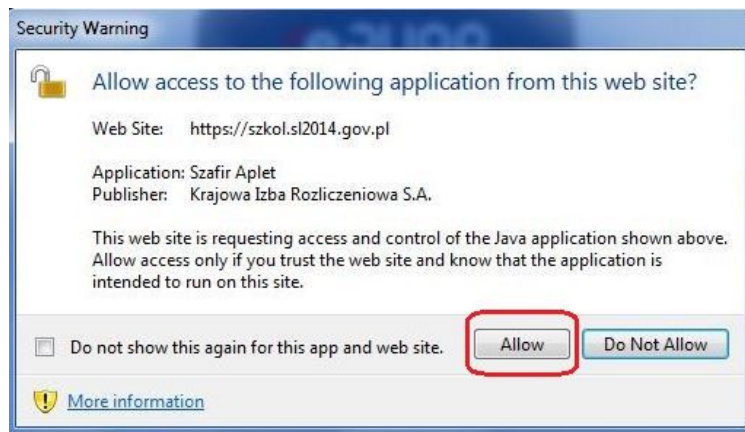 Security Warning
Allow access to the following application from this web site?
Web Site: https://szkol.sl2014.gov.pl
Application: Szafir Aplet
Publisher: Krajowa Izba Rozliczeniowa S.A.
This web site is requesting access and control of the Java application shown above.
Allow access only if you trust the web site and know that the application is
intended to run on this site.
Do not show this again for this app and web site.
Allow
Do Not Allow
More information